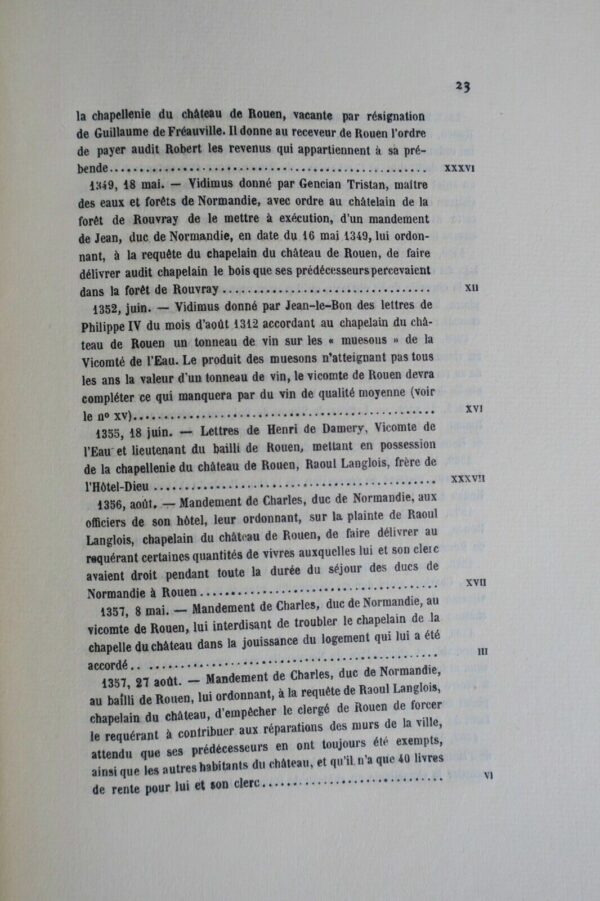 23
la chapellenie du château de Rouen, vacante par résignation
de Guillaume de Fréauville. Il donne au receveur de Rouen l'ordre
de payer audit Robert les revenus qui appartiennent à sa pré-
bende.................................................... XXXVI
1349, 18 mai. — Vidimus donné par Gencian Tristan, maître
des eaux et forêts de Normandie, avec ordre au châtelain de la
forêt de Rouvray de le mettre à exécution, d'un mandement
de Jean, duc de Normandie, en date du 16 mai 1349, lui ordon-
nant, à la requête du chapelain du château de Rouen, de faire
délivrer audit chapelain le bois que ses prédécesseurs percevaient
dans la forêt de Rouvray.............................. XII
1352, juin. — Vidimus donné par Jean-le-Bon des lettres de
Philippe IV du mois d'août 1312 accordant au chapelain du châ-
teau de Rouen un tonneau de vin sur les « muesons » de la
Vicomté de l'Eau. Le produit des muesons n'atteignant pas tous
les ans la valeur d'un tonneau de vin, le vicomte de Rouen devra
compléter ce qui manquera par du vin de qualité moyenne (voir
le nº XV)............................................... XVI
1355, 18 juin. — Lettres de Henri de Damery, Vicomte de
l'Eau et lieutenant du bailli de Rouen, mettant en possession
de la chapellenie du château de Rouen, Raoul Langlois, frère de
l'Hôtel-Dieu........................................... XXXVII
1356, août. — Mandement de Charles, duc de Normandie, aux
officiers de son hôtel, leur ordonnant, sur la plainte de Raoul
Langlois, chapelain du château de Rouen, de faire délivrer au
requérant certaines quantités de vivres auxquelles lui et son clerc
avaient droit pendant toute la durée du séjour des ducs de
Normandie à Rouen.................................. XVII
1357, 8 mai. — Mandement de Charles, duc de Normandie, au
vicomte de Rouen, lui interdisant de troubler le chapelain de la
chapelle du château dans la jouissance du logement qui lui a été
accordé............................................... III
1357, 27 août. — Mandement de Charles, duc de Normandie,
au bailli de Rouen, lui ordonnant, à la requête de Raoul Langlois,
chapelain du château, d'empêcher le clergé de Rouen de forcer
le requérant à contribuer aux réparations des murs de la ville,
attendu que ses prédécesseurs en ont toujours été exempts,
ainsi que les autres habitants du château, et qu'il n'a que 40 livres
de rente pour lui et son clerc............................ VI